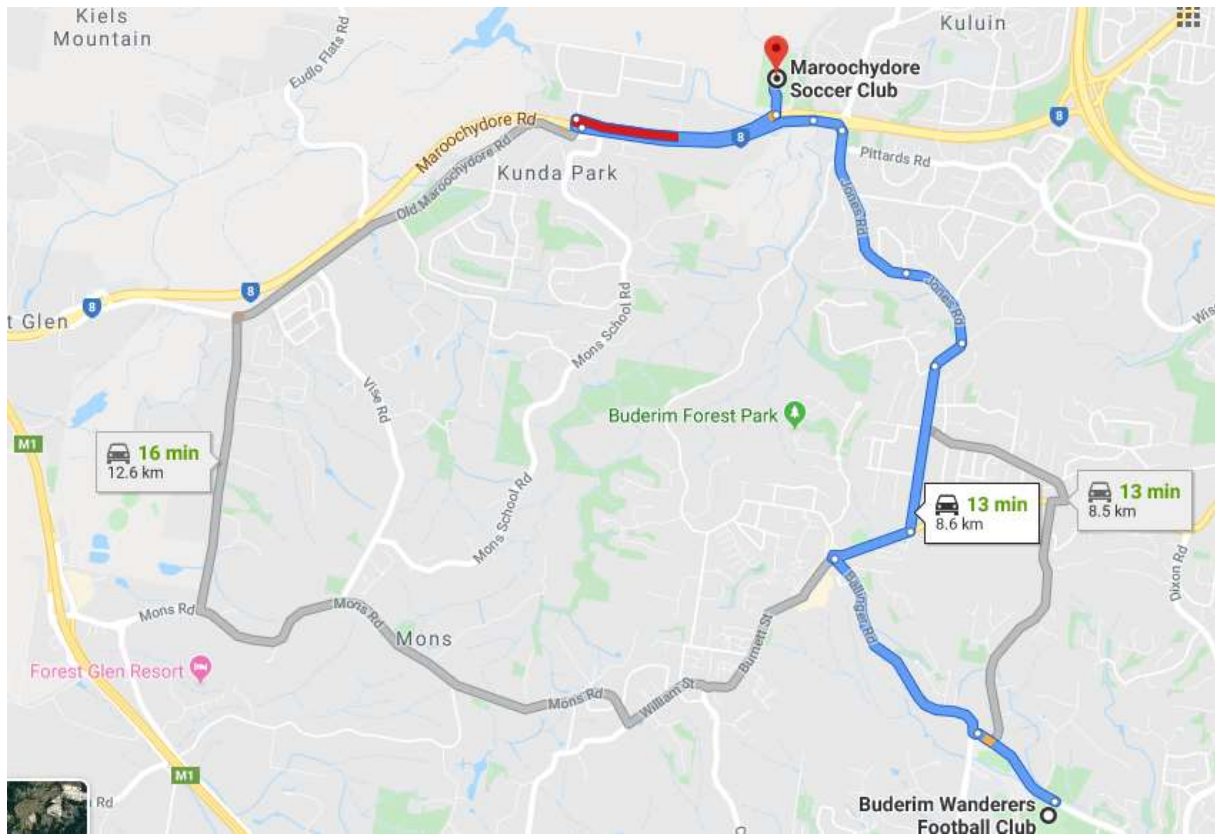 Kiels
Mountain
Kuluin
Eudlo Flats Rd
Maroochydore
Soccer Club
Maroochydore Rd
8
8
Pittards Rd
Kunda Park
Old Maroochydore Rd
Jones Rd
8
8
t Glen
Jones Rd
Mons School Rd
Vise Rd
Buderim Forest Park
M1
16 min
12.6 km
13 min
8.6 km
13 min
8.5 km
Mons School Rd
Dixon Rd
Ballinger Rd
Mons Rd
Mons Rd
Mons
Burnett St
Forest Glen Resort
Mons Rd
William St
M1
Rd
Buderim Wanderers
Football Club